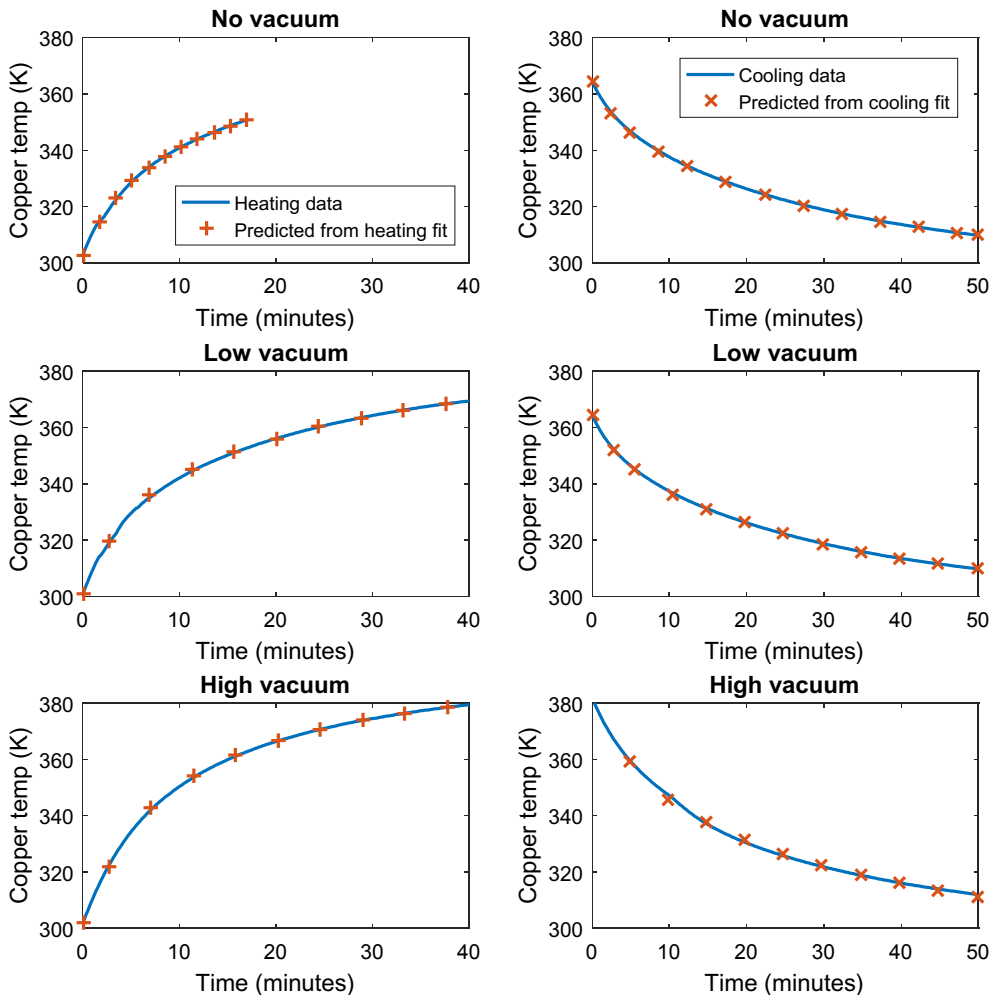 No vacuum
Copper temp (K)
380
360
340
320
300
Heating data
Predicted from heating fit
0 10 20 30 40
Time (minutes)
No vacuum
Copper temp (K)
380
360
340
320
300
Cooling data
Predicted from cooling fit
0 10 20 30 40 50
Time (minutes)
Low vacuum
Copper temp (K)
380
360
340
320
300
0 10 20 30 40
Time (minutes)
Low vacuum
Copper temp (K)
380
360
340
320
300
0 10 20 30 40 50
Time (minutes)
High vacuum
Copper temp (K)
380
360
340
320
300
0 10 20 30 40
Time (minutes)
High vacuum
Copper temp (K)
380
360
340
320
300
0 10 20 30 40 50
Time (minutes)